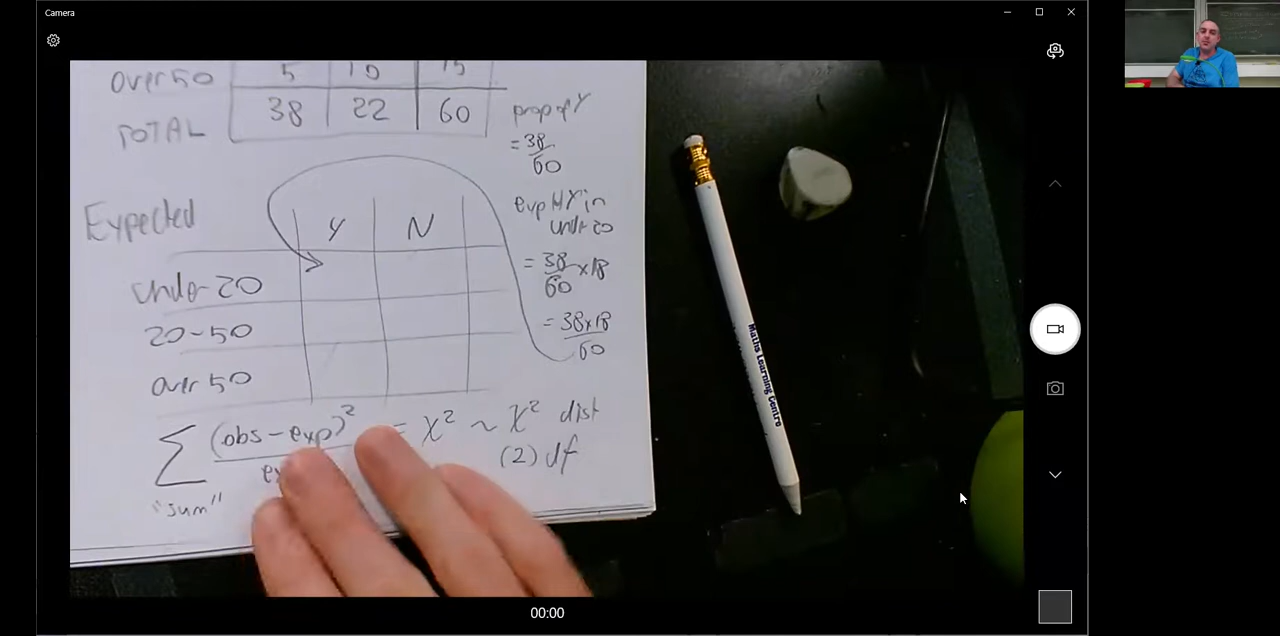 Camera
over 50 5 10 15
TOTAL 38 22 60
prop of Y
= 38/60
Expected
Y N
exp # Y in
under 20
= 38/60 × 18
= 38×18/60
under 20
20-50
over 50
∑ (obs - exp)² = χ² ~ χ² dist
(2) df
"sum"
Maths Learning Centre
00:00